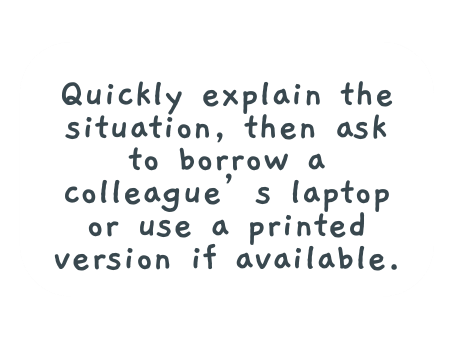 Quickly explain the
situation, then ask
to borrow a
colleague’ s laptop
or use a printed
version if available.